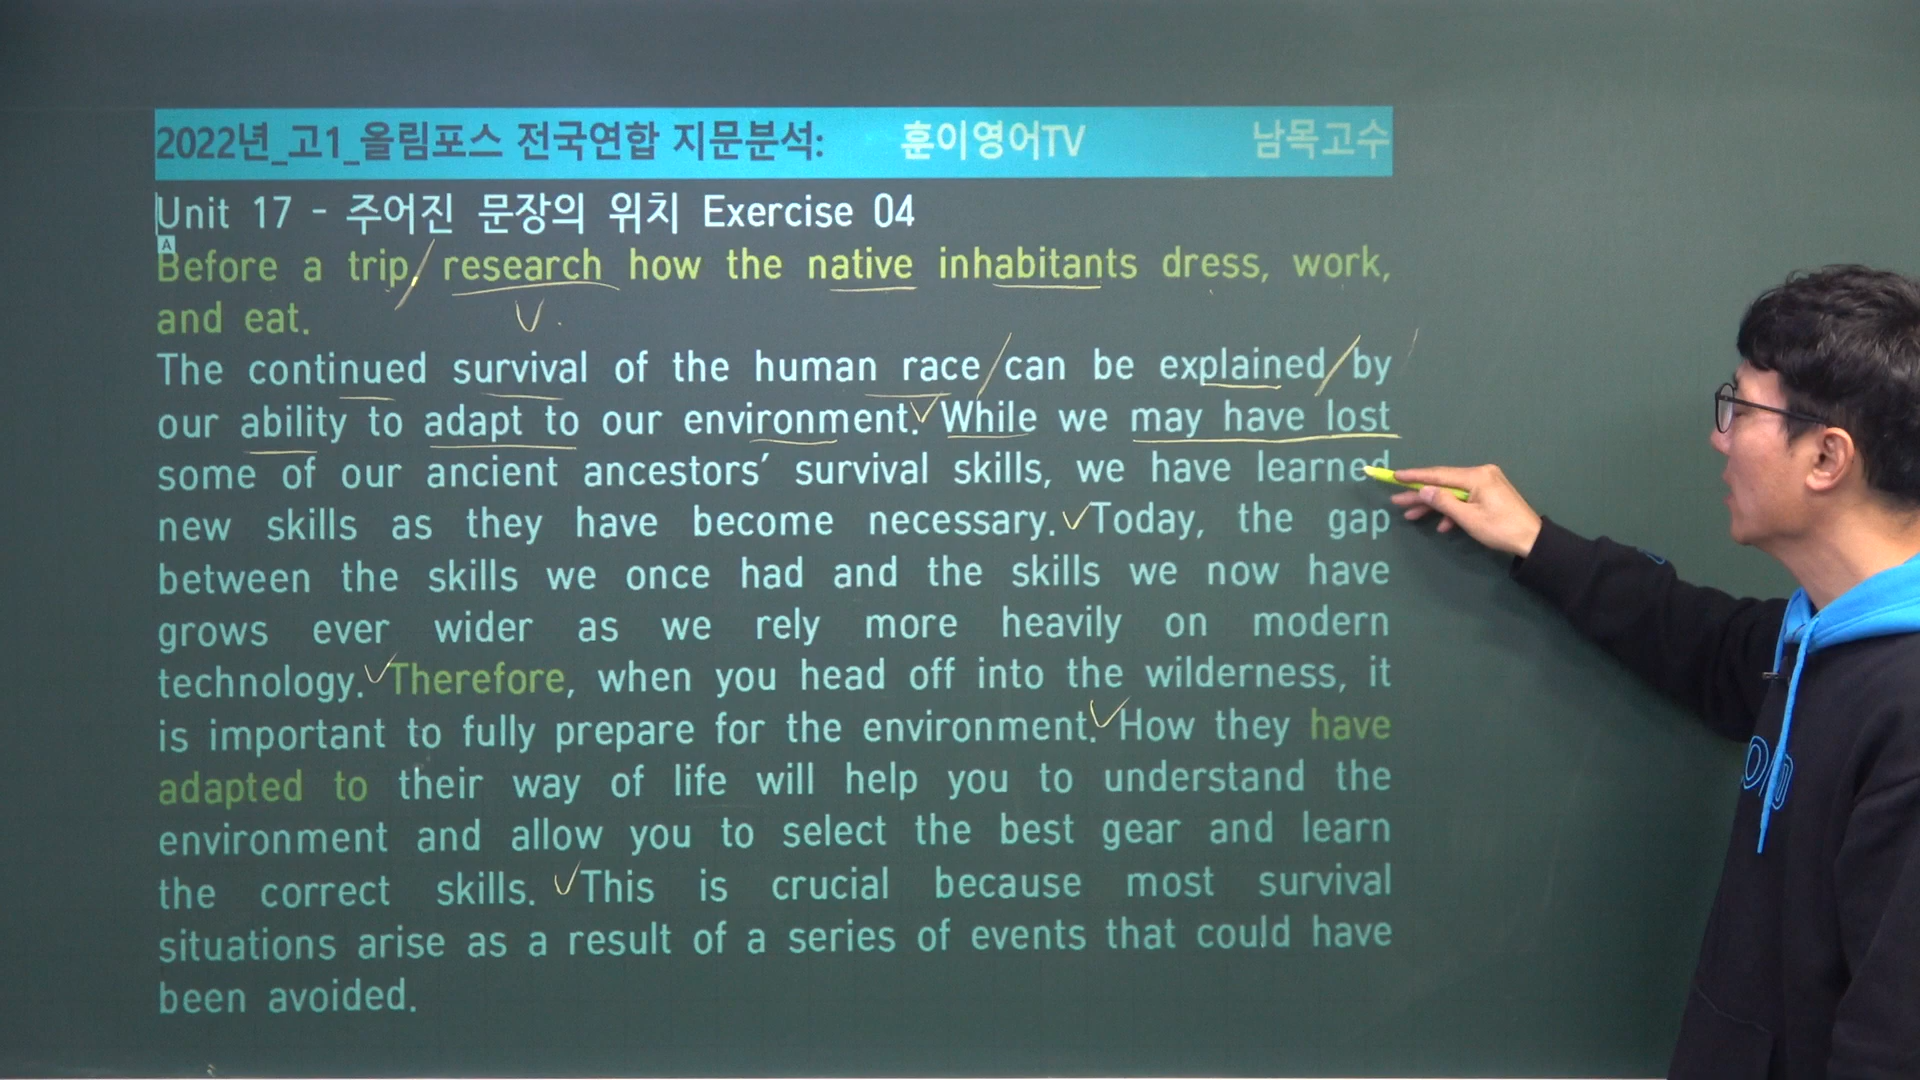 2022년_고1_올림포스 전국연합 지문분석: 훈이영어TV 남목고수
Unit 17 - 주어진 문장의 위치 Exercise 04
A
Before a trip, research how the native inhabitants dress, work,
and eat.
The continued survival of the human race can be explained by
our ability to adapt to our environment. While we may have lost
some of our ancient ancestors' survival skills, we have learned
new skills as they have become necessary. Today, the gap
between the skills we once had and the skills we now have
grows ever wider as we rely more heavily on modern
technology. Therefore, when you head off into the wilderness, it
is important to fully prepare for the environment. How they have
adapted to their way of life will help you to understand the
environment and allow you to select the best gear and learn
the correct skills. This is crucial because most survival
situations arise as a result of a series of events that could have
been avoided.